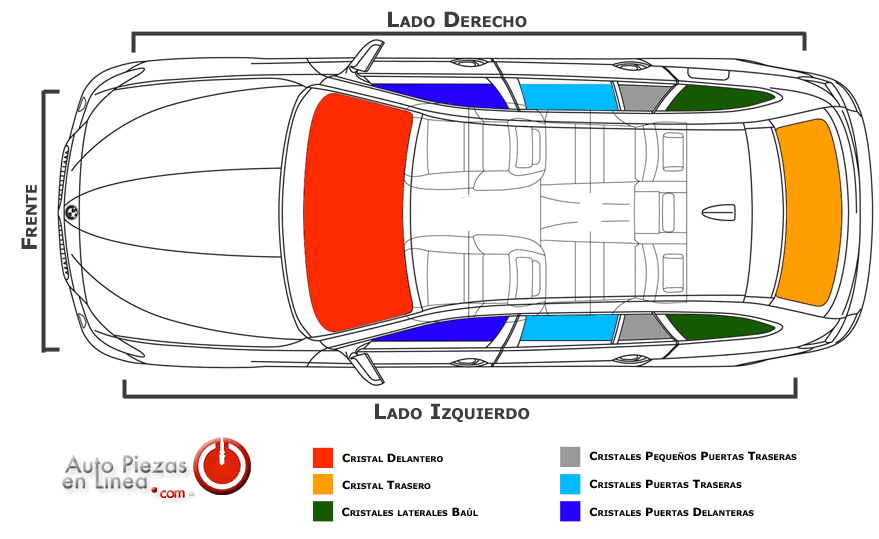 Lado Derecho
Frente
Lado Izquierdo
Auto Piezas
en Linea.com
Cristal Delantero
Cristal Trasero
Cristales laterales Baúl
Cristales Pequeños Puertas Traseras
Cristales Puertas Traseras
Cristales Puertas Delanteras